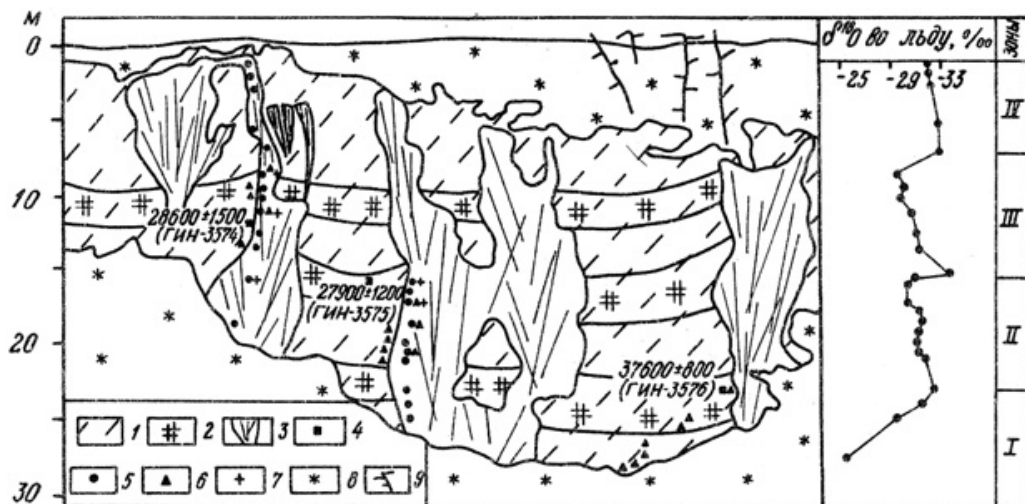 М
0
10
20
30
28600±1500
(ГИН-3574)
27900±1200
(ГИН-3575)
37600±800
(ГИН-3576)
1 2 3 4
5 6 7 8 9
δ¹⁸O во льду, ‰
-25 -29 -33
ЗОНЫ
IV
III
II
I